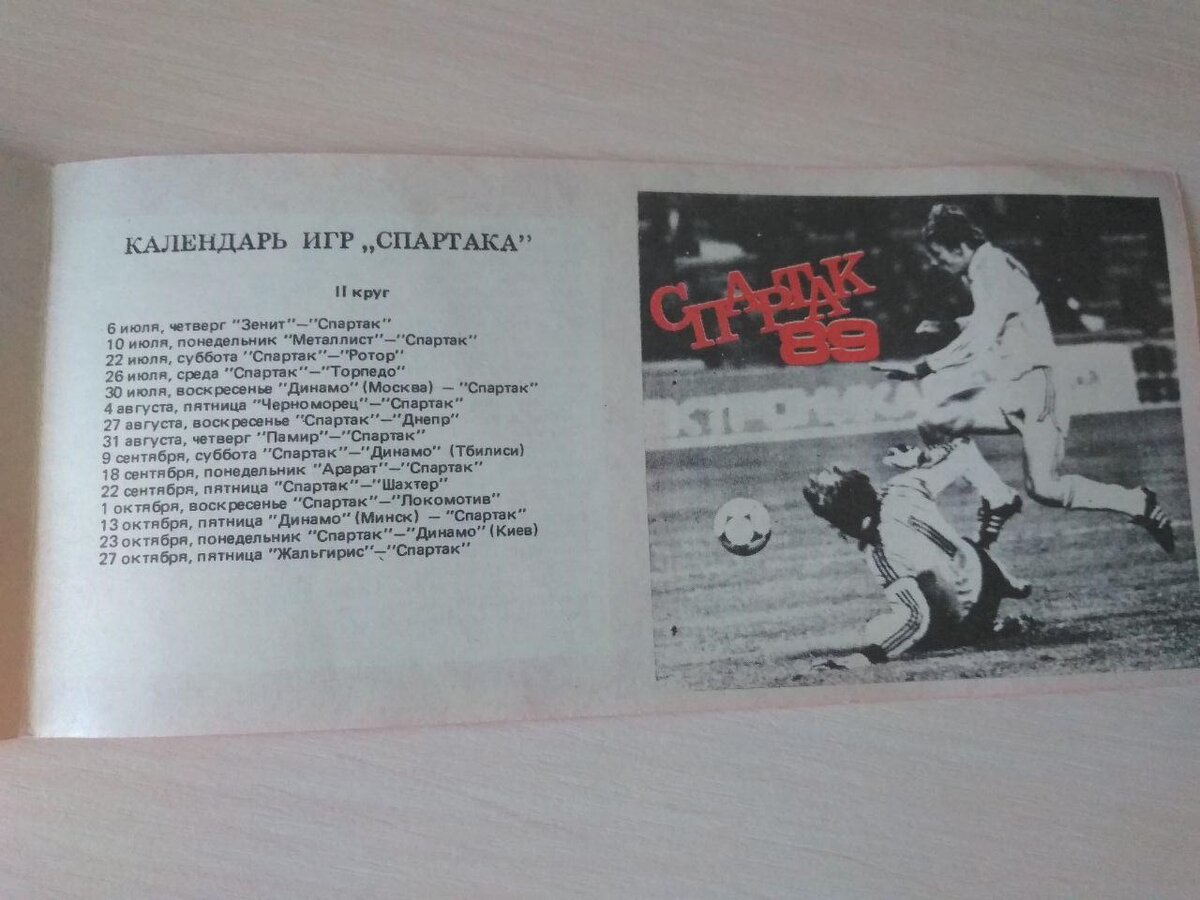 КАЛЕНДАРЬ ИГР „СПАРТАКА”
II круг
6 июля, четверг "Зенит"—"Спартак"
10 июля, понедельник "Металлист"—"Спартак"
22 июля, суббота "Спартак"—"Ротор"
26 июля, среда "Спартак"—"Торпедо"
30 июля, воскресенье "Динамо" (Москва) — "Спартак"
4 августа, пятница "Черноморец"—"Спартак"
27 августа, воскресенье "Спартак"—"Днепр"
31 августа, четверг "Памир"—"Спартак"
9 сентября, суббота "Спартак"—"Динамо" (Тбилиси)
18 сентября, понедельник "Арарат"—"Спартак"
22 сентября, пятница "Спартак"—"Шахтер"
1 октября, воскресенье "Спартак"—"Локомотив"
13 октября, пятница "Динамо" (Минск) — "Спартак"
23 октября, понедельник "Спартак"—"Динамо" (Киев)
27 октября, пятница "Жальгирис"—"Спартак"
СПАРТАК
89